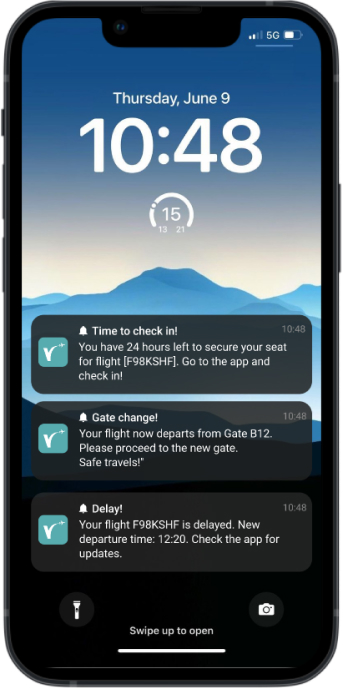 5G
Thursday, June 9
10:48
15
13 21
Time to check in!
10:48
You have 24 hours left to secure your seat
for flight [F98KSHF]. Go to the app and
check in!
Gate change!
10:48
Your flight now departs from Gate B12.
Please proceed to the new gate.
Safe travels!"
Delay!
10:48
Your flight F98KSHF is delayed. New
departure time: 12:20. Check the app for
updates.
Swipe up to open